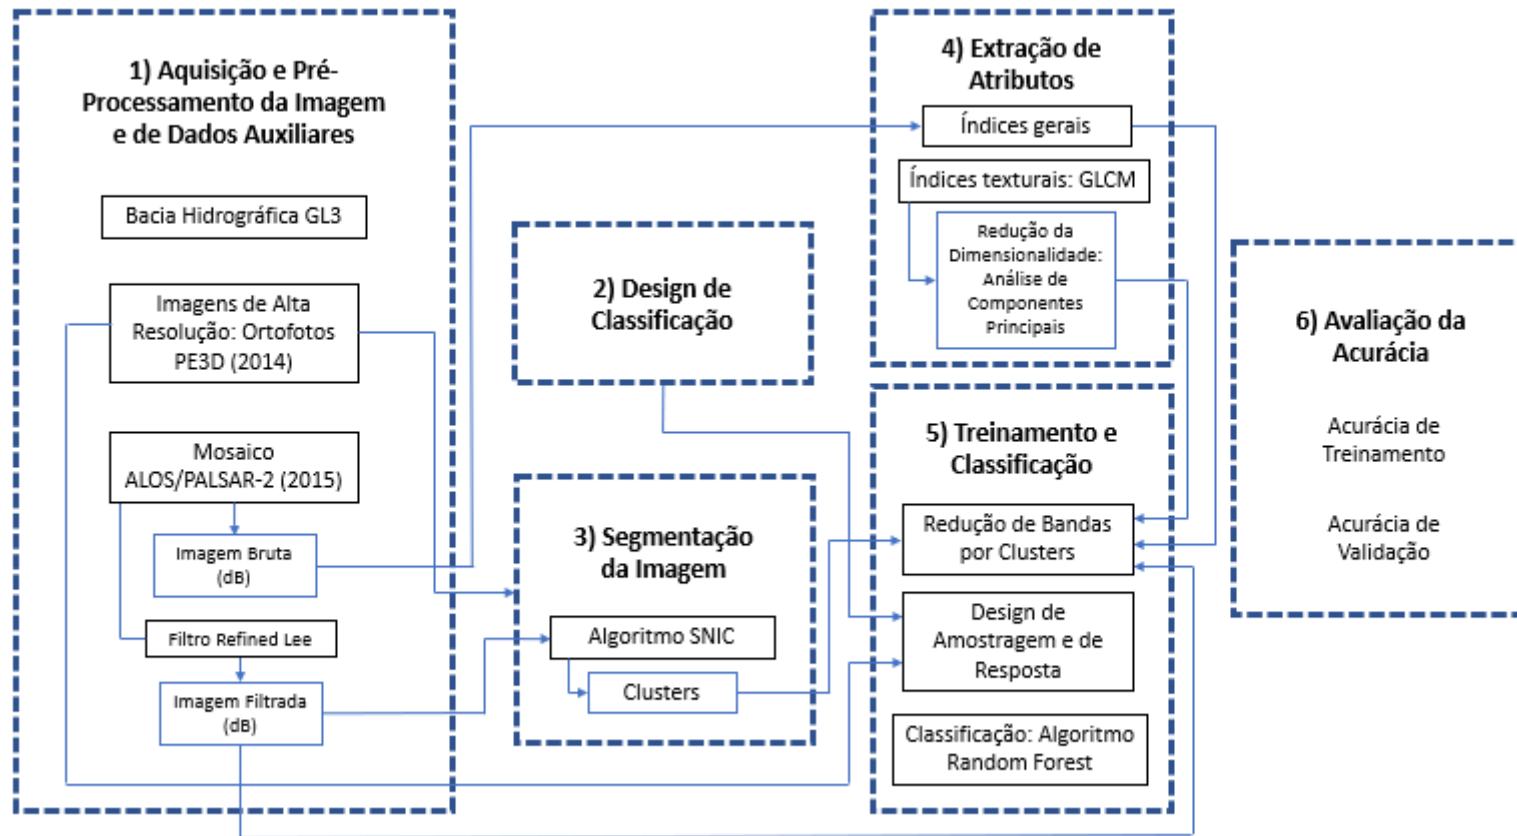 1) Aquisição e Pré-
Processamento da Imagem
e de Dados Auxiliares
Bacia Hidrográfica GL3
Imagens de Alta
Resolução: Ortofotos
PE3D (2014)
Mosaico
ALOS/PALSAR-2 (2015)
Imagem Bruta
(dB)
Filtro Refined Lee
Imagem Filtrada
(dB)
2) Design de
Classificação
3) Segmentação
da Imagem
Algoritmo SNIC
Clusters
4) Extração de
Atributos
Índices gerais
Índices texturais: GLCM
Redução da
Dimensionalidade:
Análise de
Componentes
Principais
5) Treinamento e
Classificação
Redução de Bandas
por Clusters
Design de
Amostragem e de
Resposta
Classificação: Algoritmo
Random Forest
6) Avaliação da
Acurácia
Acurácia de
Treinamento
Acurácia de
Validação